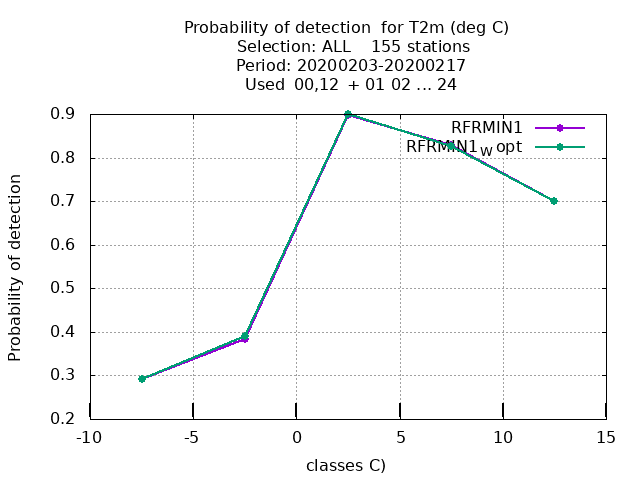 Probability of detection  for T2m (deg C)
Selection: ALL    155 stations
Period: 20200203-20200217
Used  00,12  + 01 02 ... 24
0.9
0.8
0.7
0.6
0.5
0.4
0.3
0.2
Probability of detection
RFRMIN1
RFRMIN1W opt
-10
-5
0
5
10
15
classes C)